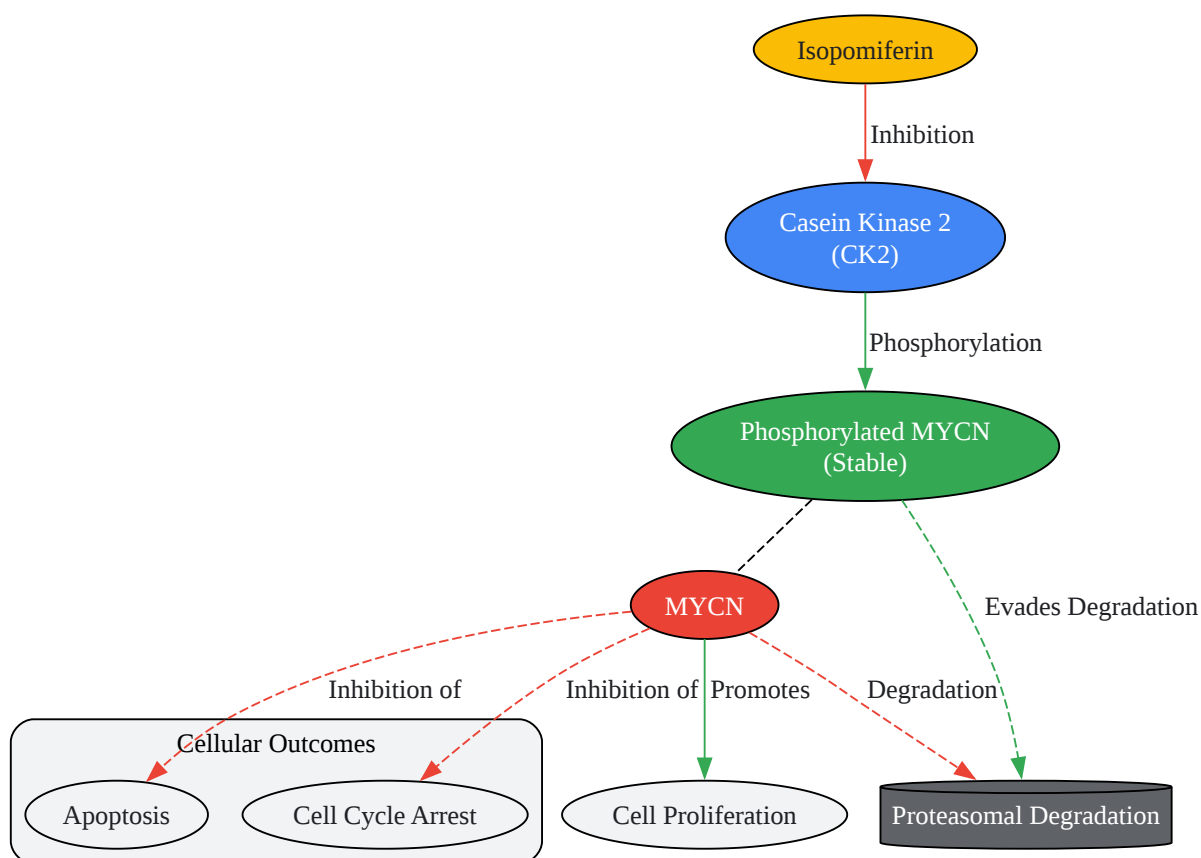 Isopomiferin
Inhibition
Casein Kinase 2
(CK2)
Phosphorylation
Phosphorylated MYCN
(Stable)
MYCN
Evades Degradation
Inhibition of
Inhibition of
Promotes
Degradation
Cellular Outcomes
Apoptosis
Cell Cycle Arrest
Cell Proliferation
Proteasomal Degradation